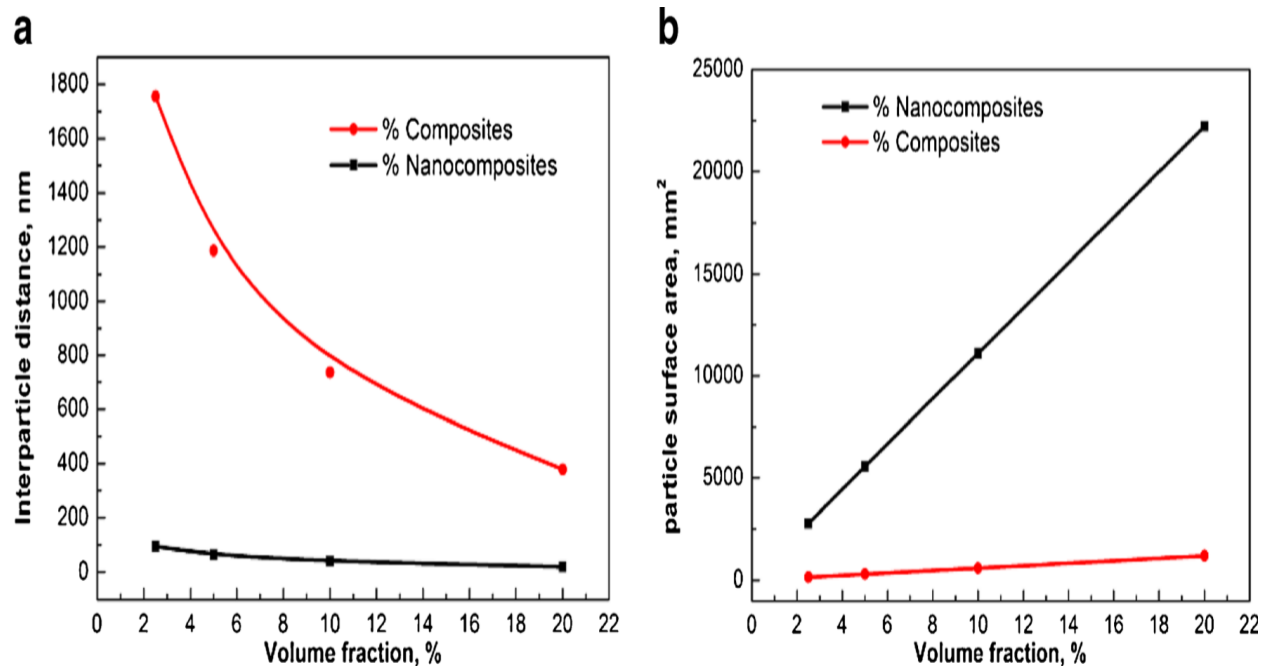 a
Interparticle distance, nm
1800
1600
1400
1200
1000
800
600
400
200
0
% Composites
% Nanocomposites
0 2 4 6 8 10 12 14 16 18 20 22
Volume fraction, %
b
particle surface area, mm²
25000
20000
15000
10000
5000
0
% Nanocomposites
% Composites
0 2 4 6 8 10 12 14 16 18 20 22
Volume fraction, %